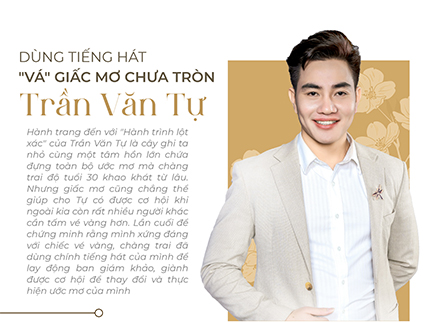 DÙNG TIẾNG HÁT
"VÁ" GIẤC MƠ CHƯA TRÒN
Trần Văn Tự
Hành trang đến với "Hành trình lột
xác" của Trần Văn Tự là cây ghi ta
nhỏ cùng một tâm hồn lớn chứa
đựng toàn bộ ước mơ mà chàng
trai độ tuổi 30 khao khát từ lâu.
Nhưng giấc mơ cũng chẳng thể
giúp cho Tự có được cơ hội khi
ngoài kia còn rất nhiều người khác
cần tấm vé vàng hơn. Lần cuối để
chứng minh rằng mình xứng đáng
với chiếc vé vàng, chàng trai đã
dùng chính tiếng hát của mình để
lay động ban giám khảo, giành
được cơ hội để thay đổi và thực
hiện ước mơ của mình